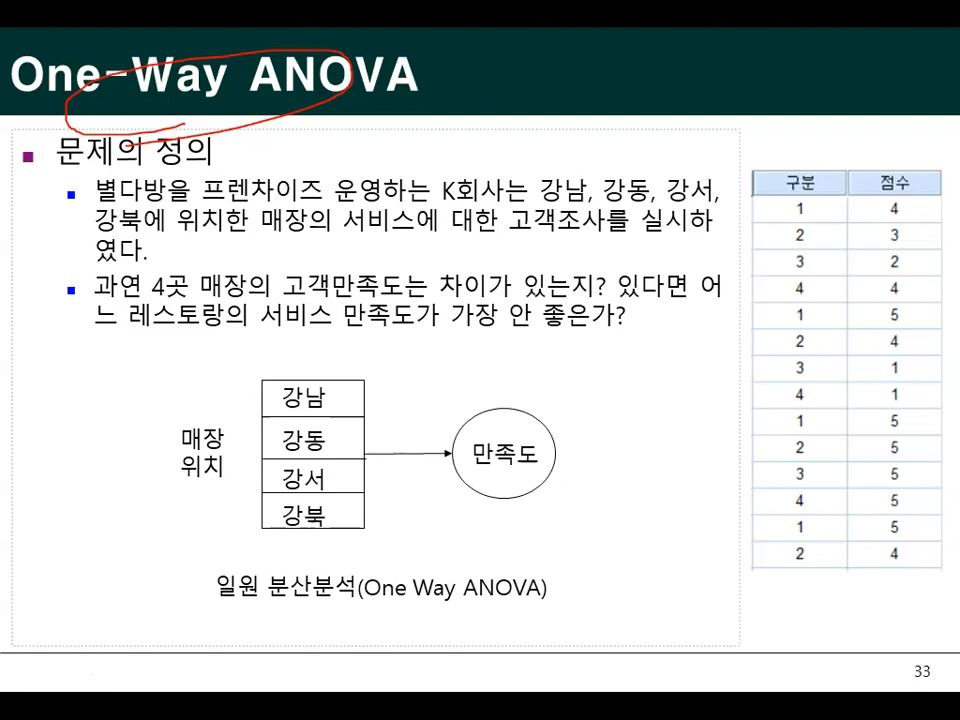 One-Way ANOVA
문제의 정의
별다방을 프렌차이즈 운영하는 K회사는 강남, 강동, 강서,
강북에 위치한 매장의 서비스에 대한 고객조사를 실시하
였다.
과연 4곳 매장의 고객만족도는 차이가 있는지? 있다면 어
느 레스토랑의 서비스 만족도가 가장 안 좋은가?
매장
위치
강남
강동
강서
강북
만족도
일원 분산분석(One Way ANOVA)
구분 점수
1 4
2 3
3 2
4 4
1 5
2 4
3 1
4 1
1 5
2 5
3 5
4 5
1 5
2 4
33